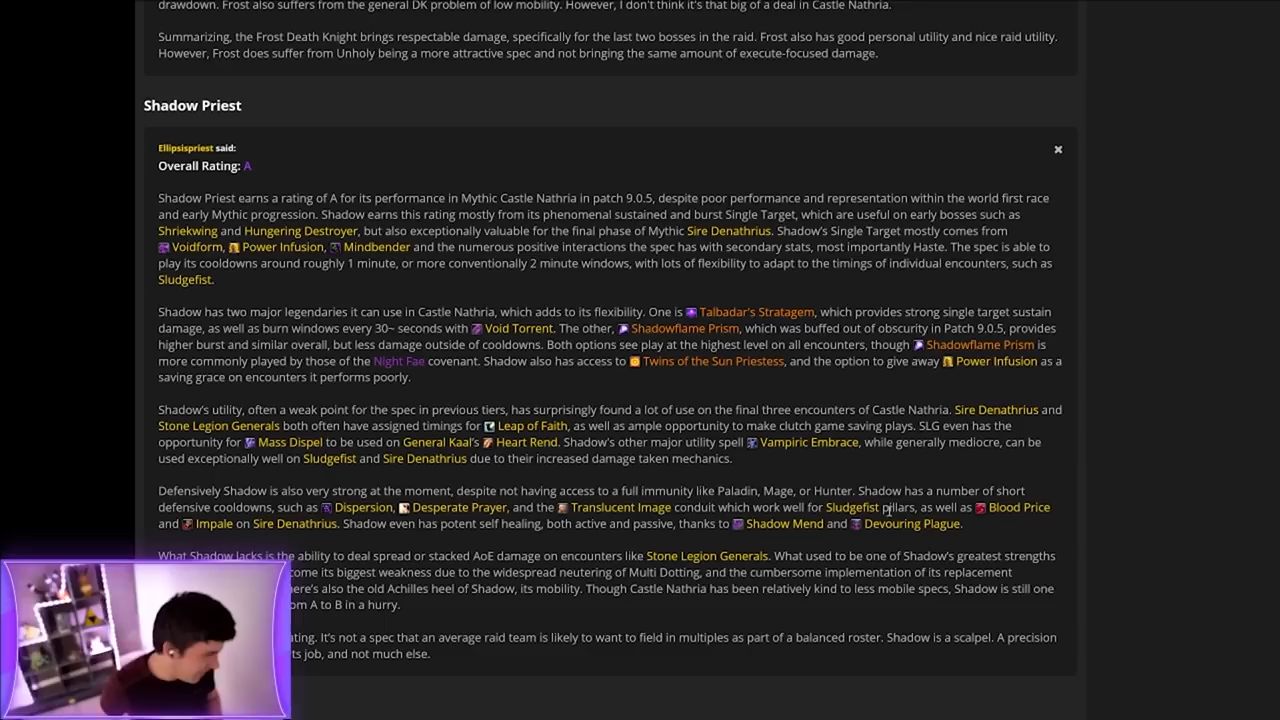 drawdown. Frost also suffers from the general DK problem of low mobility. However, I don't think it's that big of a deal in Castle Nathria.
Summarizing, the Frost Death Knight brings respectable damage, specifically for the last two bosses in the raid. Frost also has good personal utility and nice raid utility.
However, Frost does suffer from Unholy being a more attractive spec and not bringing the same amount of execute-focused damage.
Shadow Priest
Ellipsispriest said:
Overall Rating: A
Shadow Priest earns a rating of A for its performance in Mythic Castle Nathria in patch 9.0.5, despite poor performance and representation within the world first race
and early Mythic progression. Shadow earns this rating mostly from its phenomenal sustained and burst Single Target, which are useful on early bosses such as
Shriekwing and Hungering Destroyer, but also exceptionally valuable for the final phase of Mythic Sire Denathrius. Shadow's Single Target mostly comes from
Voidform, Power Infusion, Mindbender and the numerous positive interactions the spec has with secondary stats, most importantly Haste. The spec is able to
play its cooldowns around roughly 1 minute, or more conventionally 2 minute windows, with lots of flexibility to adapt to the timings of individual encounters, such as
Sludgefist.
Shadow has two major legendaries it can use in Castle Nathria, which adds to its flexibility. One is Talbadar's Stratagem, which provides strong single target sustain
damage, as well as burn windows every 30~ seconds with Void Torrent. The other, Shadowflame Prism, which was buffed out of obscurity in Patch 9.0.5, provides
higher burst and similar overall, but less damage outside of cooldowns. Both options see play at the highest level on all encounters, though Shadowflame Prism is
more commonly played by those of the Night Fae covenant. Shadow also has access to Twins of the Sun Priestess, and the option to give away Power Infusion as a
saving grace on encounters it performs poorly.
Shadow's utility, often a weak point for the spec in previous tiers, has surprisingly found a lot of use on the final three encounters of Castle Nathria. Sire Denathrius and
Stone Legion Generals both often have assigned timings for Leap of Faith, as well as ample opportunity to make clutch game saving plays. SLG even has the
opportunity for Mass Dispel to be used on General Kaal's Heart Rend. Shadow's other major utility spell Vampiric Embrace, while generally mediocre, can be
used exceptionally well on Sludgefist and Sire Denathrius due to their increased damage taken mechanics.
Defensively Shadow is also very strong at the moment, despite not having access to a full immunity like Paladin, Mage, or Hunter. Shadow has a number of short
defensive cooldowns, such as Dispersion, Desperate Prayer, and the Translucent Image conduit which work well for Sludgefist pillars, as well as Blood Price
and Impale on Sire Denathrius. Shadow even has potent self healing, both active and passive, thanks to Shadow Mend and Devouring Plague.
What Shadow lacks is the ability to deal spread or stacked AoE damage on encounters like Stone Legion Generals. What used to be one of Shadow's greatest strengths
come its biggest weakness due to the widespread neutering of Multi Dotting, and the cumbersome implementation of its replacement
here's also the old Achilles heel of Shadow, its mobility. Though Castle Nathria has been relatively kind to less mobile specs, Shadow is still one
om A to B in a hurry.
ating. It's not a spec that an average raid team is likely to want to field in multiples as part of a balanced roster. Shadow is a scalpel. A precision
ts job, and not much else.